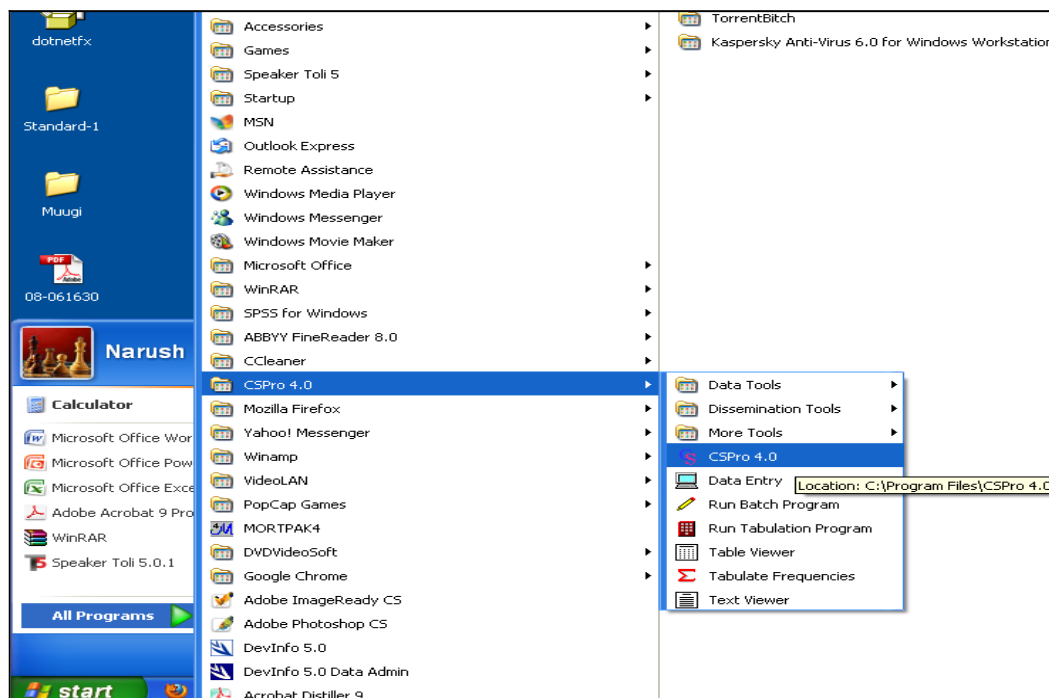 dotnetfx
Standard-1
Muugi
PDF
Adobe
08-061630
Narush
Calculator
Microsoft Office Wor
Microsoft Office Pow
Microsoft Office Exce
Adobe Acrobat 9 Pro
WinRAR
Speaker Toli 5.0.1
All Programs
start
Accessories
Games
Speaker Toli 5
Startup
MSN
Outlook Express
Remote Assistance
Windows Media Player
Windows Messenger
Windows Movie Maker
Microsoft Office
WinRAR
SPSS for Windows
ABBYY FineReader 8.0
CCleaner
CSPro 4.0
Mozilla Firefox
Yahoo! Messenger
Winamp
VideoLAN
PopCap Games
MORTPAK4
DVDVideoSoft
Google Chrome
Adobe ImageReady CS
Adobe Photoshop CS
DevInfo 5.0
DevInfo 5.0 Data Admin
Acrobat Distiller 9
TorrentBitch
Kaspersky Anti-Virus 6.0 for Windows Workstation
Data Tools
Dissemination Tools
More Tools
CSPro 4.0
Data Entry
Location: C:\Program Files\CSPro 4.0
Run Batch Program
Run Tabulation Program
Table Viewer
Tabulate Frequencies
Text Viewer